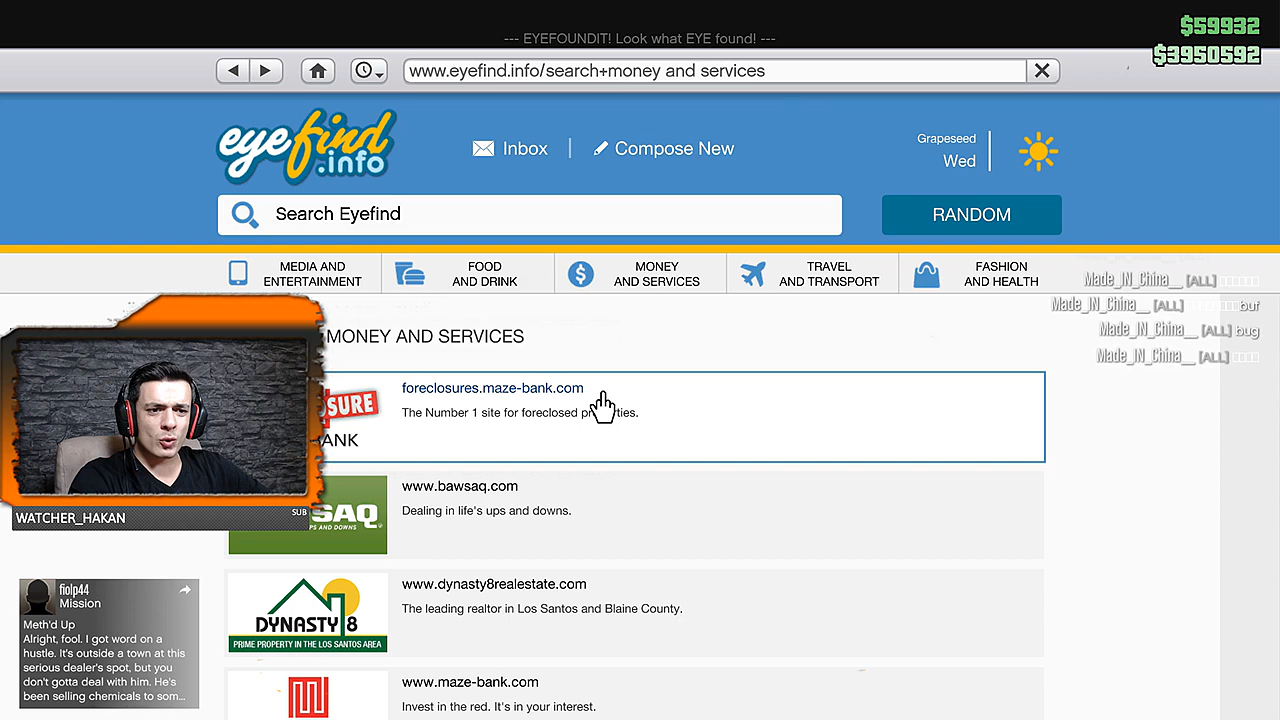 --- EYEFOUNDIT! Look what EYE found! ---
$59932
$3950592
www.eyefind.info/search+money and services
eyefind
.info
Inbox
Compose New
Grapeseed
Wed
Search Eyefind
RANDOM
MEDIA AND
ENTERTAINMENT
FOOD
AND DRINK
MONEY
AND SERVICES
TRAVEL
AND TRANSPORT
FASHION
AND HEALTH
Made_IN_China__ [ALL]
Made_IN_China__ [ALL] buf
Made_IN_China__ [ALL] bug
Made_IN_China__ [ALL]
MONEY AND SERVICES
SURE
ANK
foreclosures.maze-bank.com
The Number 1 site for foreclosed
WATCHER_HAKAN
SUB
SAQ
PS AND DOWNS
www.bawsaq.com
Dealing in life's ups and downs.
DYNASTY 8
PRIME PROPERTY IN THE LOS SANTOS AREA
www.dynasty8realestate.com
The leading realtor in Los Santos and Blaine County.
www.maze-bank.com
Invest in the red. It's in your interest.
fiolp44
Mission
Meth'd Up
Alright, fool. I got word on a
hustle. It's outside a town at this
serious dealer's spot, but you
don't gotta deal with him. He's
been selling chemicals to som...